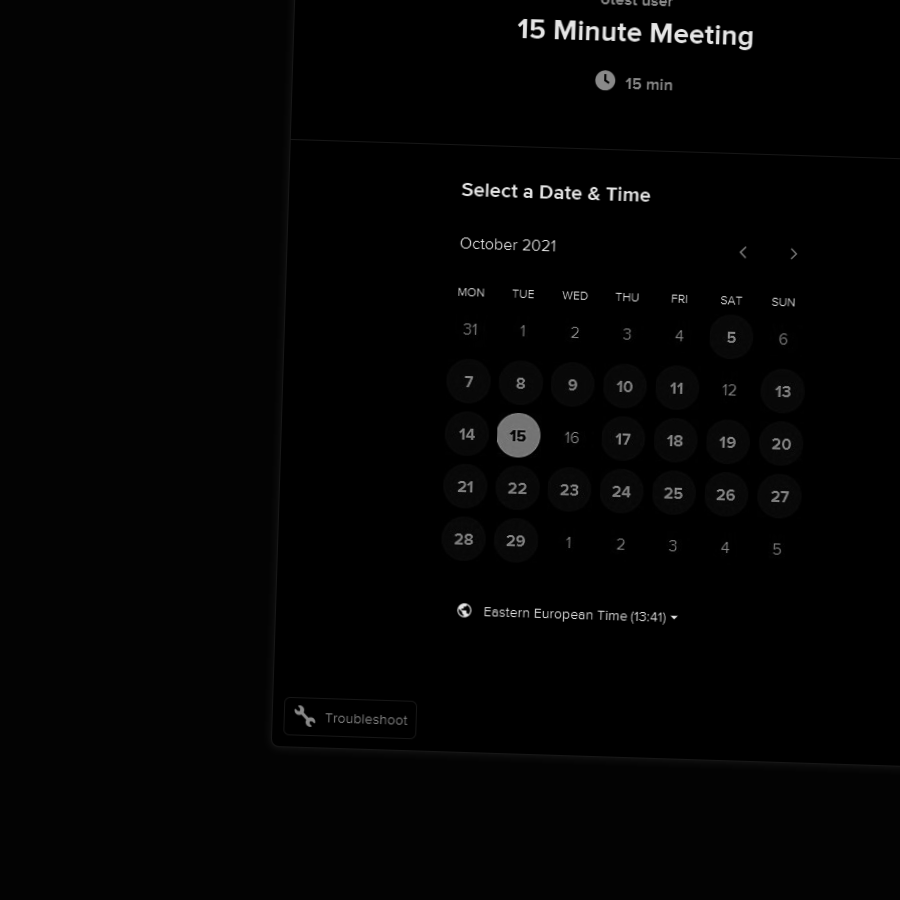 user
15 Minute Meeting
15 min
Select a Date & Time
October 2021
MON TUE WED THU FRI SAT SUN
31 1 2 3 4 5 6
7 8 9 10 11 12 13
14 15 16 17 18 19 20
21 22 23 24 25 26 27
28 29 1 2 3 4 5
Eastern European Time (13:41)
Troubleshoot